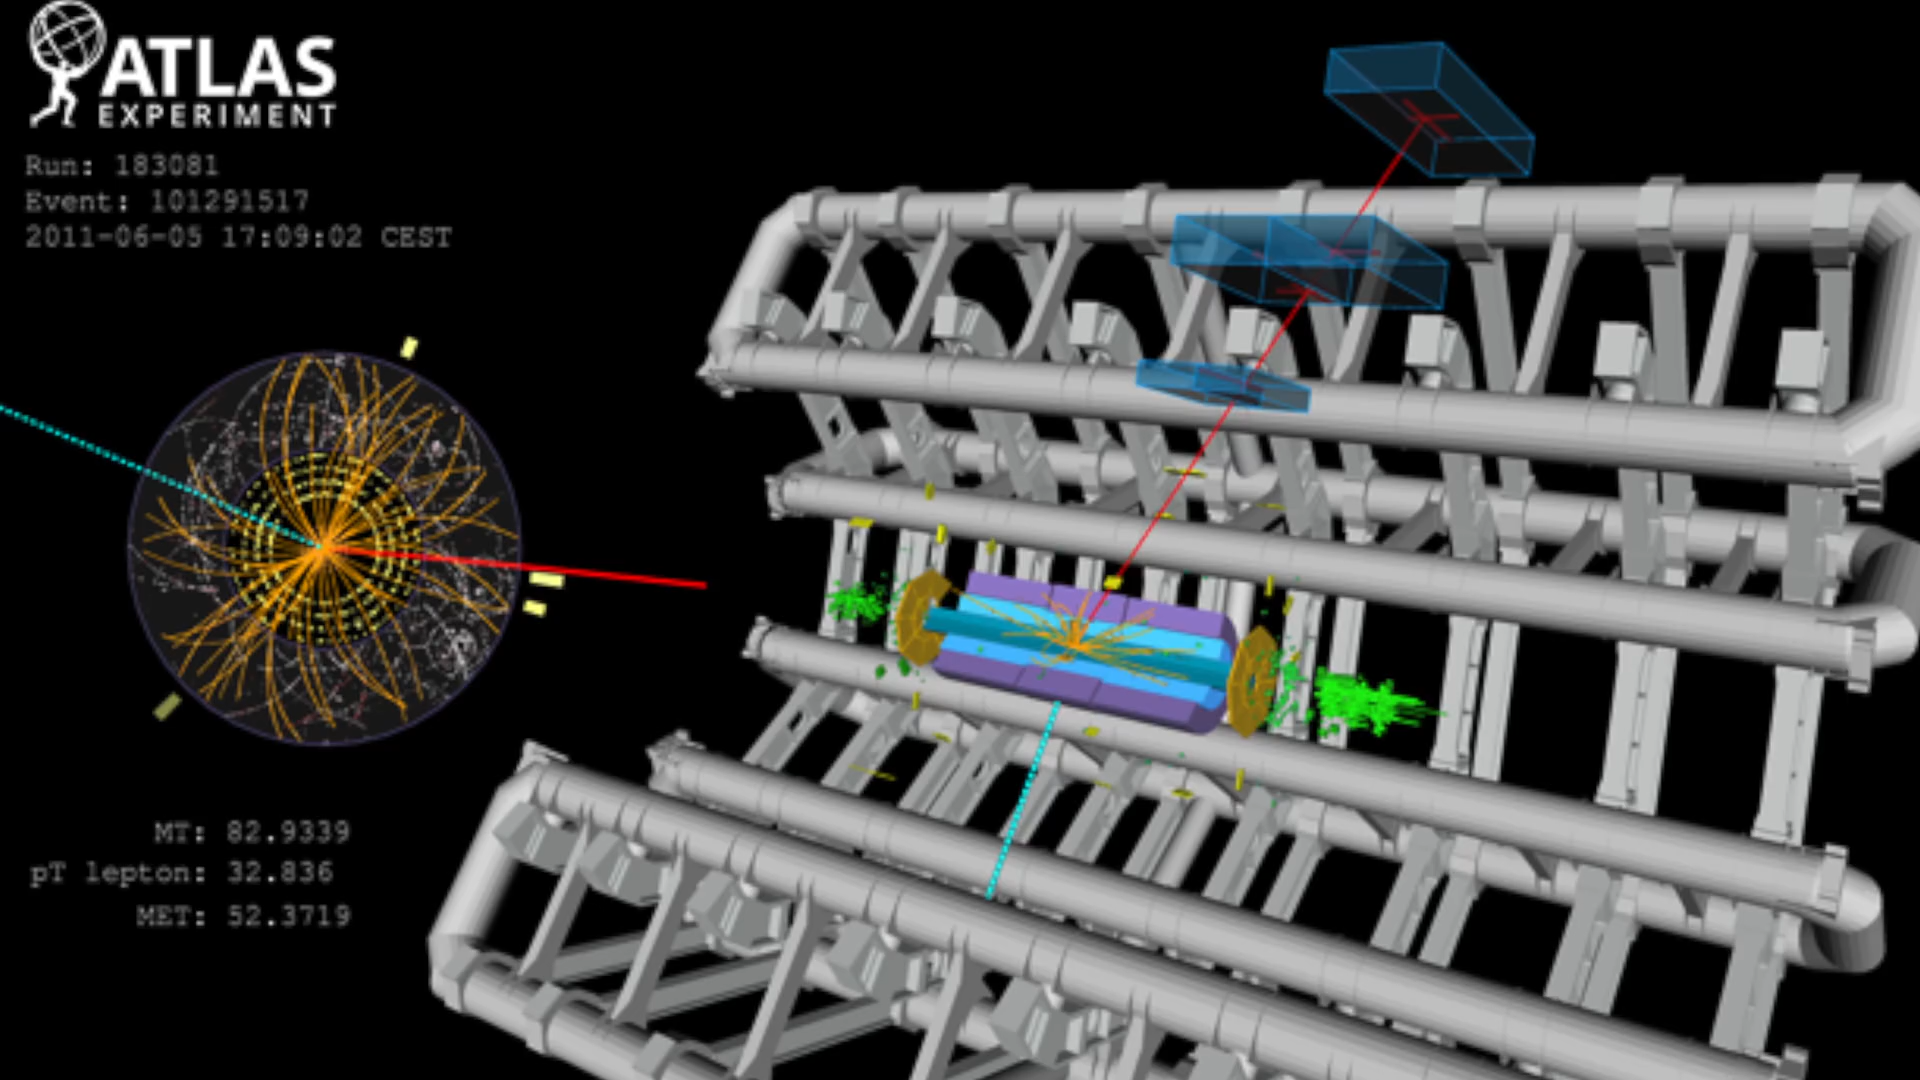 ATLAS
EXPERIMENT
Run: 183081
Event: 101291517
2011-06-05 17:09:02 CEST
MT: 82.9339
pT lepton: 32.836
MET: 52.3719